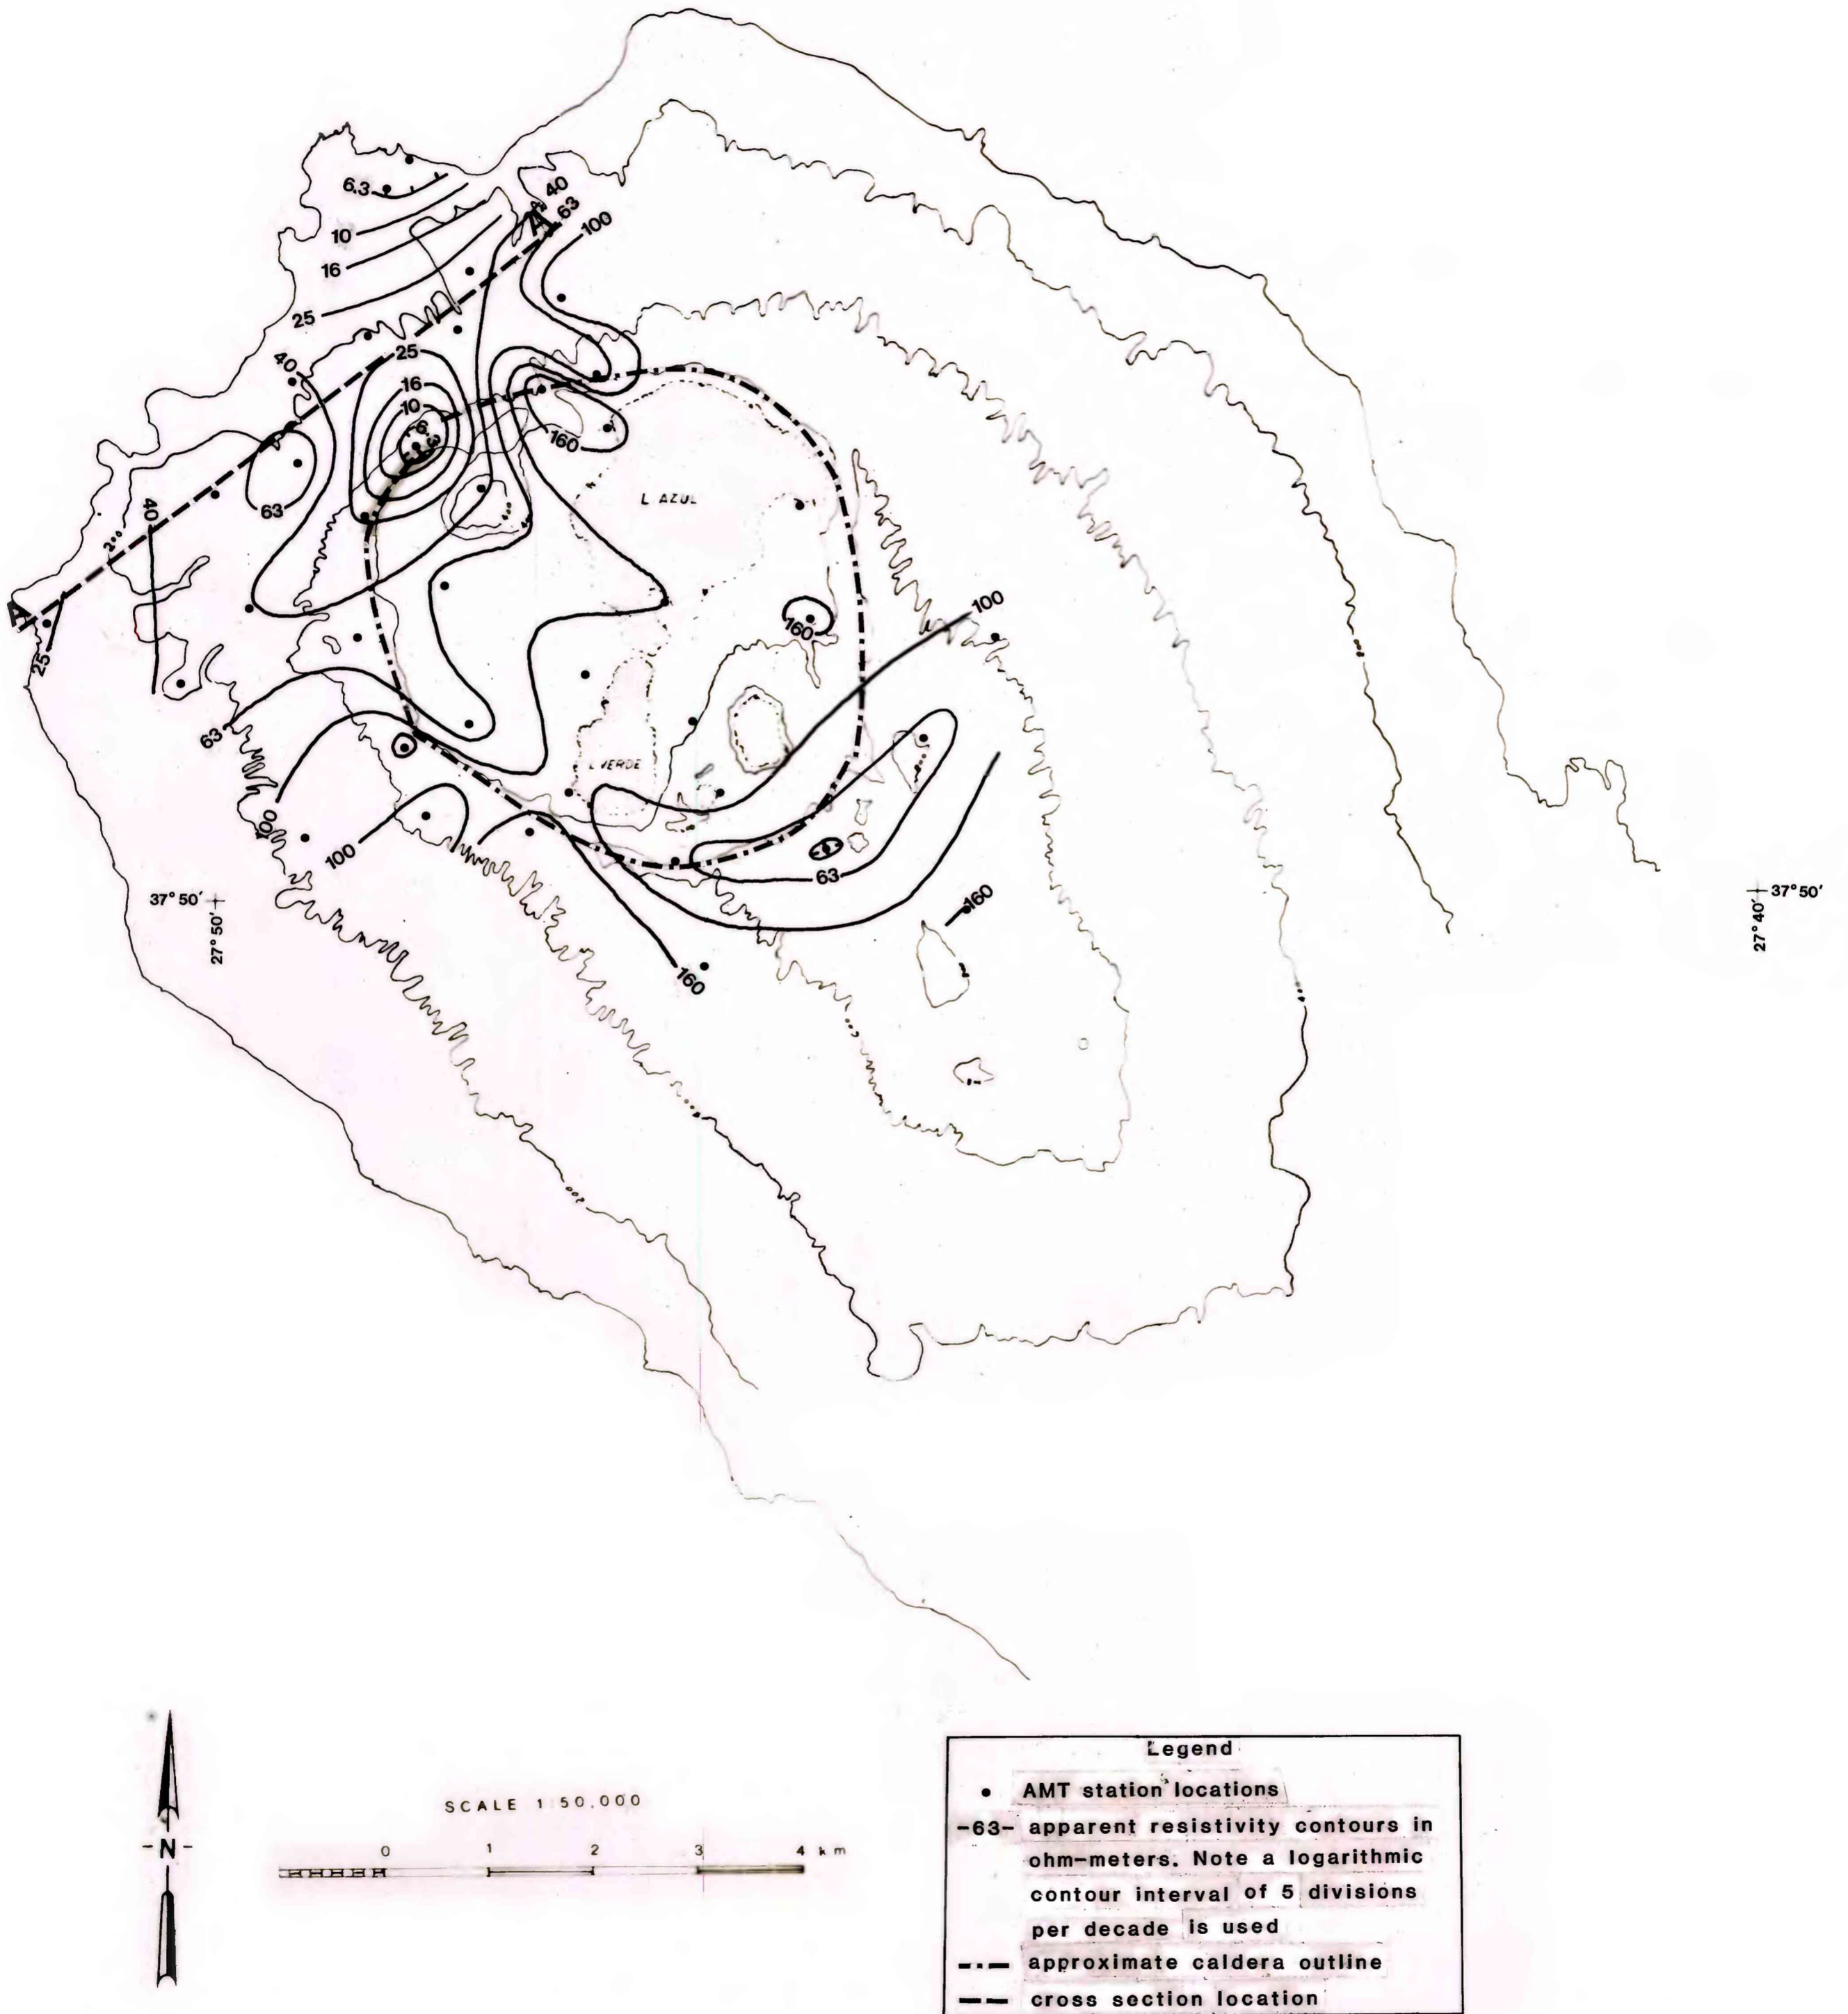 6.3
40
A'
63
100
10
16
25
40
25
16
10
6.3
160
63
L AZUL
40
200
A
25
160
100
63
L VERDE
100
100
63
160
37°50'
27°50'
37°50'
27°40'
160
SCALE 1:50,000
N
0 1 2 3 4 km
Legend
AMT station locations
-63- apparent resistivity contours in
ohm-meters. Note a logarithmic
contour interval of 5 divisions
per decade is used
approximate caldera outline
cross section location